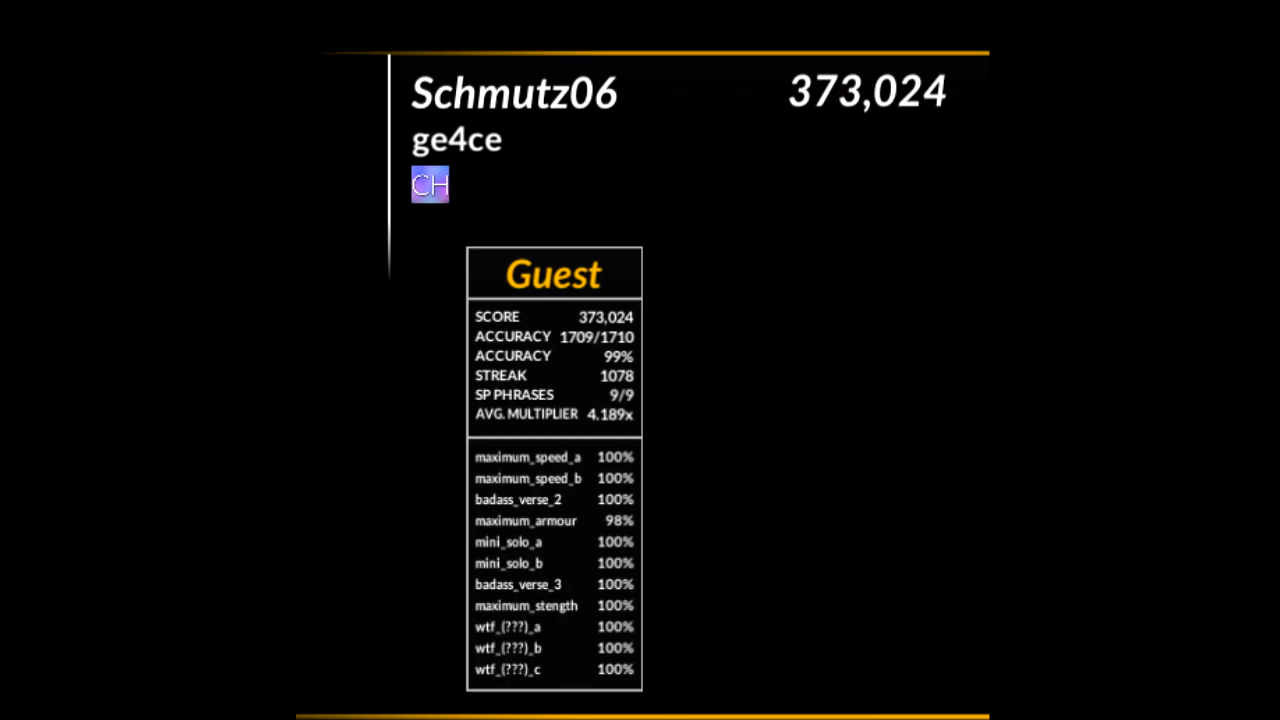 Schmutz06 373,024
ge4ce
CH
Guest
SCORE 373,024
ACCURACY 1709/1710
ACCURACY 99%
STREAK 1078
SP PHRASES 9/9
AVG. MULTIPLIER 4.189x
maximum_speed_a 100%
maximum_speed_b 100%
badass_verse_2 100%
maximum_armour 98%
mini_solo_a 100%
mini_solo_b 100%
badass_verse_3 100%
maximum_stength 100%
wtf_(???)_a 100%
wtf_(???)_b 100%
wtf_(???)_c 100%